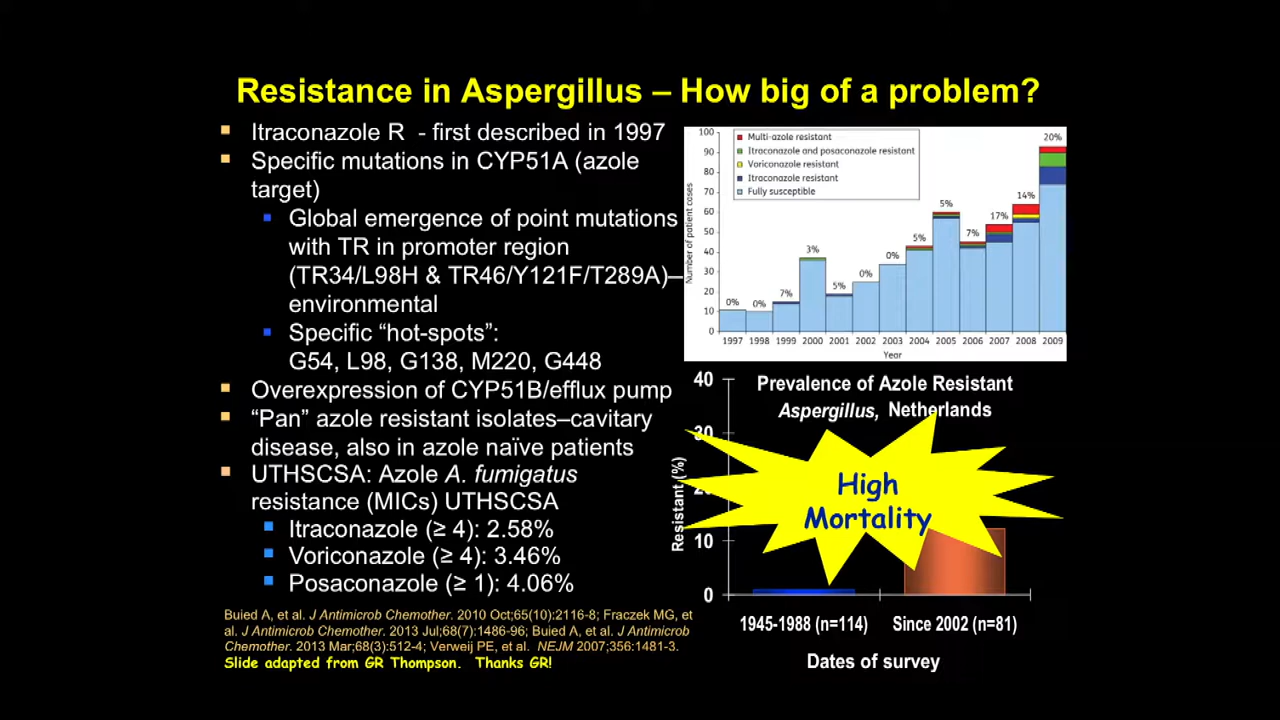 Resistance in Aspergillus – How big of a problem?
Itraconazole R - first described in 1997
Specific mutations in CYP51A (azole
target)
Global emergence of point mutations
with TR in promoter region
(TR34/L98H & TR46/Y121F/T289A)–
environmental
Specific “hot-spots”:
G54, L98, G138, M220, G448
Overexpression of CYP51B/efflux pump
“Pan” azole resistant isolates–cavitary
disease, also in azole naïve patients
UTHSCSA: Azole A. fumigatus
resistance (MICs) UTHSCSA
Itraconazole (≥ 4): 2.58%
Voriconazole (≥ 4): 3.46%
Posaconazole (≥ 1): 4.06%
Buied A, et al. J Antimicrob Chemother. 2010 Oct;65(10):2116-8; Fraczek MG, et
al. J Antimicrob Chemother. 2013 Jul;68(7):1486-96; Buied A, et al. J Antimicrob
Chemother. 2013 Mar;68(3):512-4; Verweij PE, et al. NEJM 2007;356:1481-3.
Slide adapted from GR Thompson. Thanks GR!
Multi-azole resistant
Itraconazole and posaconazole resistant
Voriconazole resistant
Itraconazole resistant
Fully susceptible
Number of patient cases
100
90
80
70
60
50
40
30
20
10
0
0% 0% 7% 3% 5% 0% 0% 5% 5% 7% 17% 14% 20%
1997 1998 1999 2000 2001 2002 2003 2004 2005 2006 2007 2008 2009
Year
Prevalence of Azole Resistant
Aspergillus, Netherlands
Resistant (%)
40
30
10
0
High
Mortality
1945-1988 (n=114) Since 2002 (n=81)
Dates of survey